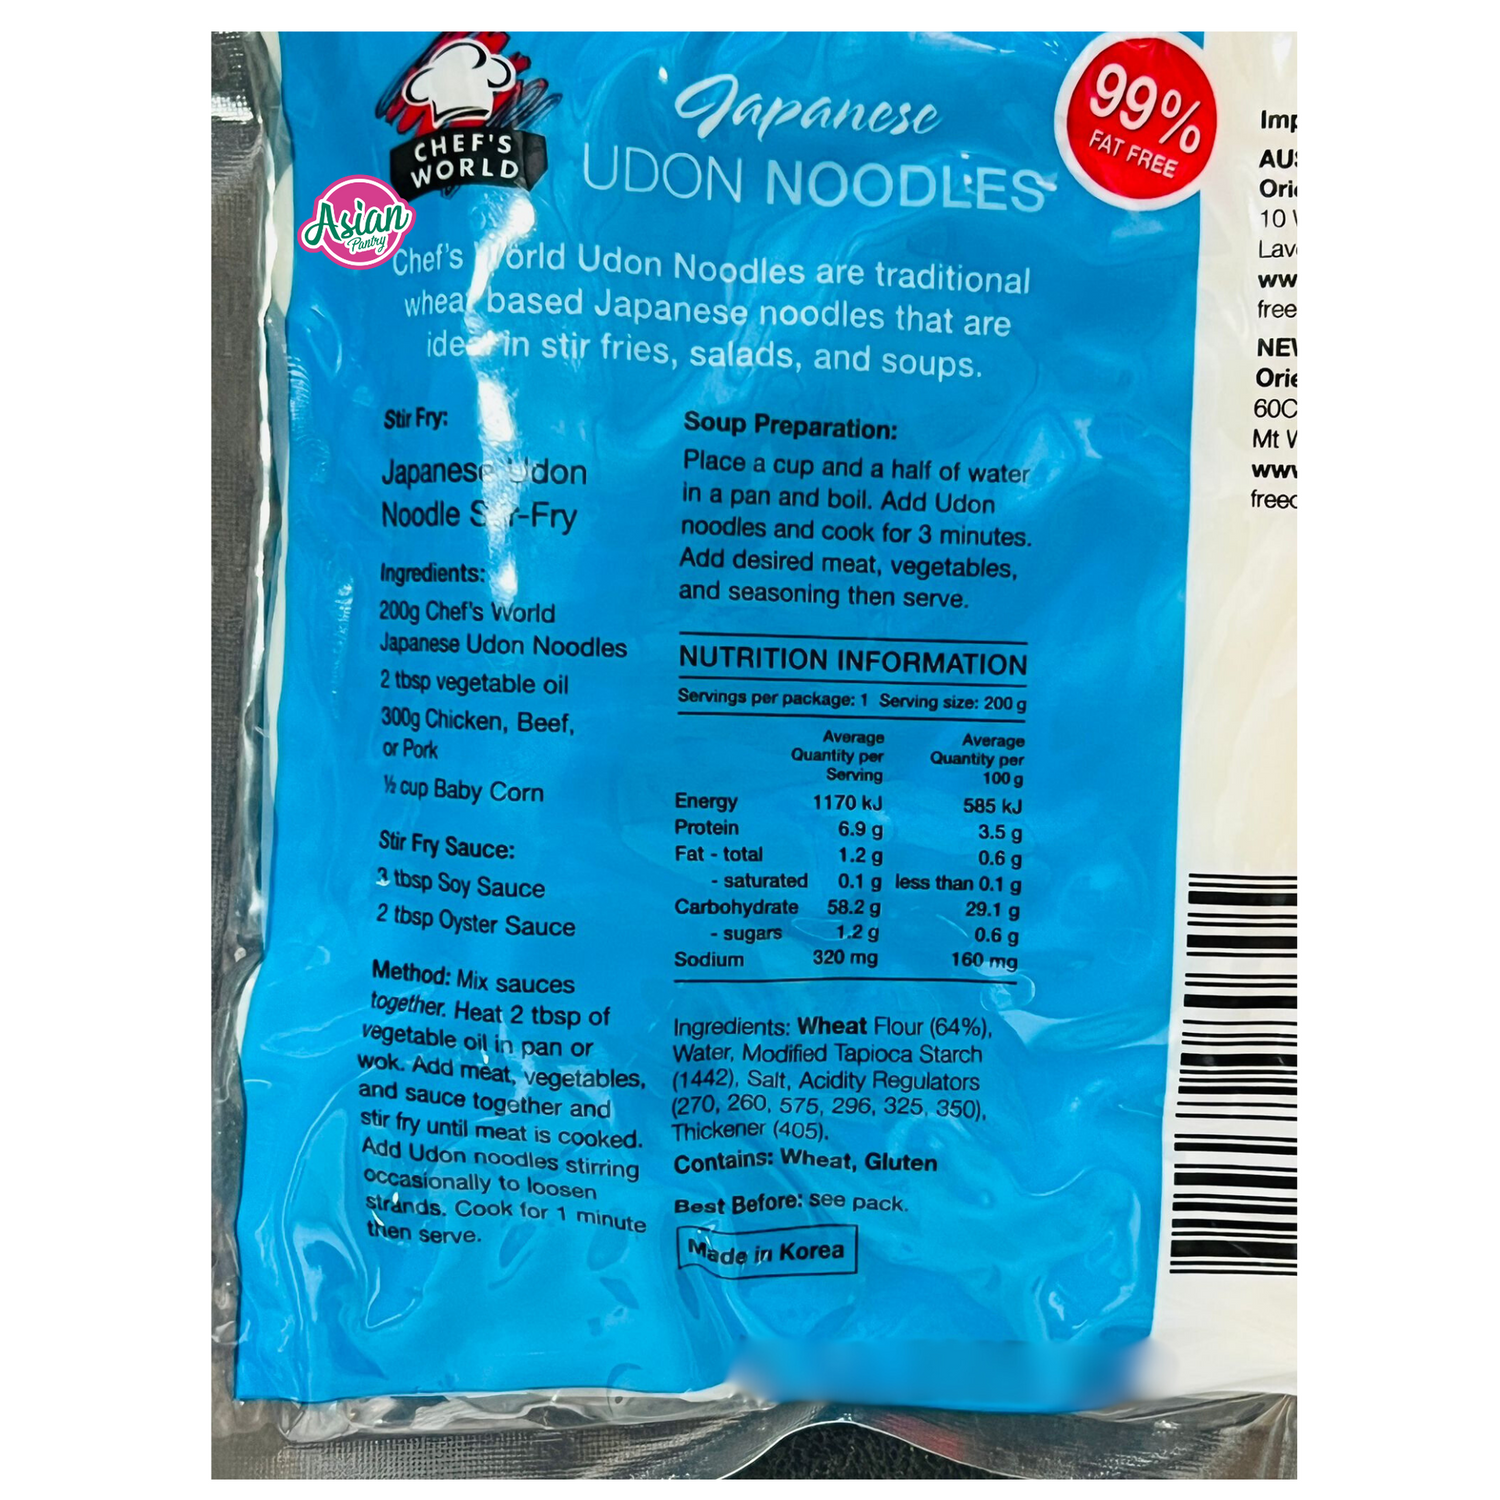 CHEF'S
WORLD
Asian
Pantry
Japanese
UDON NOODLES
99%
FAT FREE
Chef's World Udon Noodles are traditional
wheat based Japanese noodles that are
ideal in stir fries, salads, and soups.
Stir Fry:
Japanese Udon
Noodle Stir-Fry
Ingredients:
200g Chef's World
Japanese Udon Noodles
2 tbsp vegetable oil
300g Chicken, Beef,
or Pork
½ cup Baby Corn
Stir Fry Sauce:
3 tbsp Soy Sauce
2 tbsp Oyster Sauce
Method: Mix sauces
together. Heat 2 tbsp of
vegetable oil in pan or
wok. Add meat, vegetables,
and sauce together and
stir fry until meat is cooked.
Add Udon noodles stirring
occasionally to loosen
strands. Cook for 1 minute
then serve.
Soup Preparation:
Place a cup and a half of water
in a pan and boil. Add Udon
noodles and cook for 3 minutes.
Add desired meat, vegetables,
and seasoning then serve.
NUTRITION INFORMATION
Servings per package: 1 Serving size: 200 g
Average Average
Quantity per Quantity per
Serving 100 g
Energy 1170 kJ 585 kJ
Protein 6.9 g 3.5 g
Fat - total 1.2 g 0.6 g
- saturated 0.1 g less than 0.1 g
Carbohydrate 58.2 g 29.1 g
- sugars 1.2 g 0.6 g
Sodium 320 mg 160 mg
Ingredients: Wheat Flour (64%),
Water, Modified Tapioca Starch
(1442), Salt, Acidity Regulators
(270, 260, 575, 296, 325, 350),
Thickener (405).
Contains: Wheat, Gluten
Best Before: see pack.
Made in Korea
10
Mt